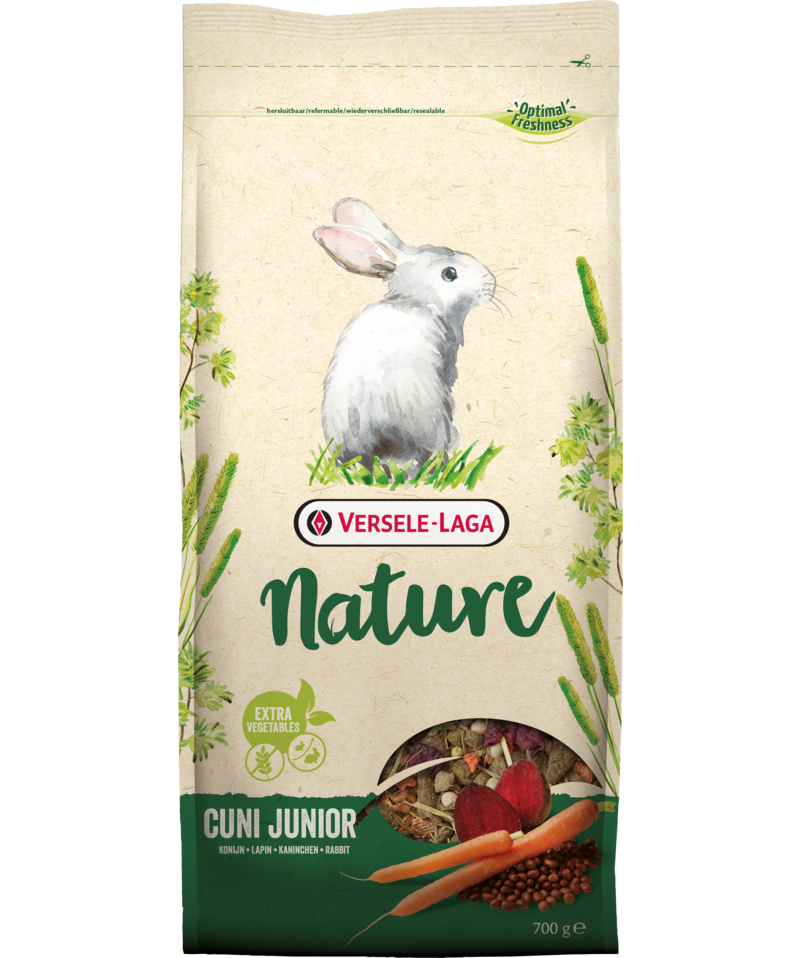 hersluitbaar/refermable/wiederverschließbar/resealable
Optimal
Freshness
VERSELE-LAGA
Nature
EXTRA
VEGETABLES
CUNI JUNIOR
KONIJN • LAPIN • KANINCHEN • RABBIT
700 g ℮